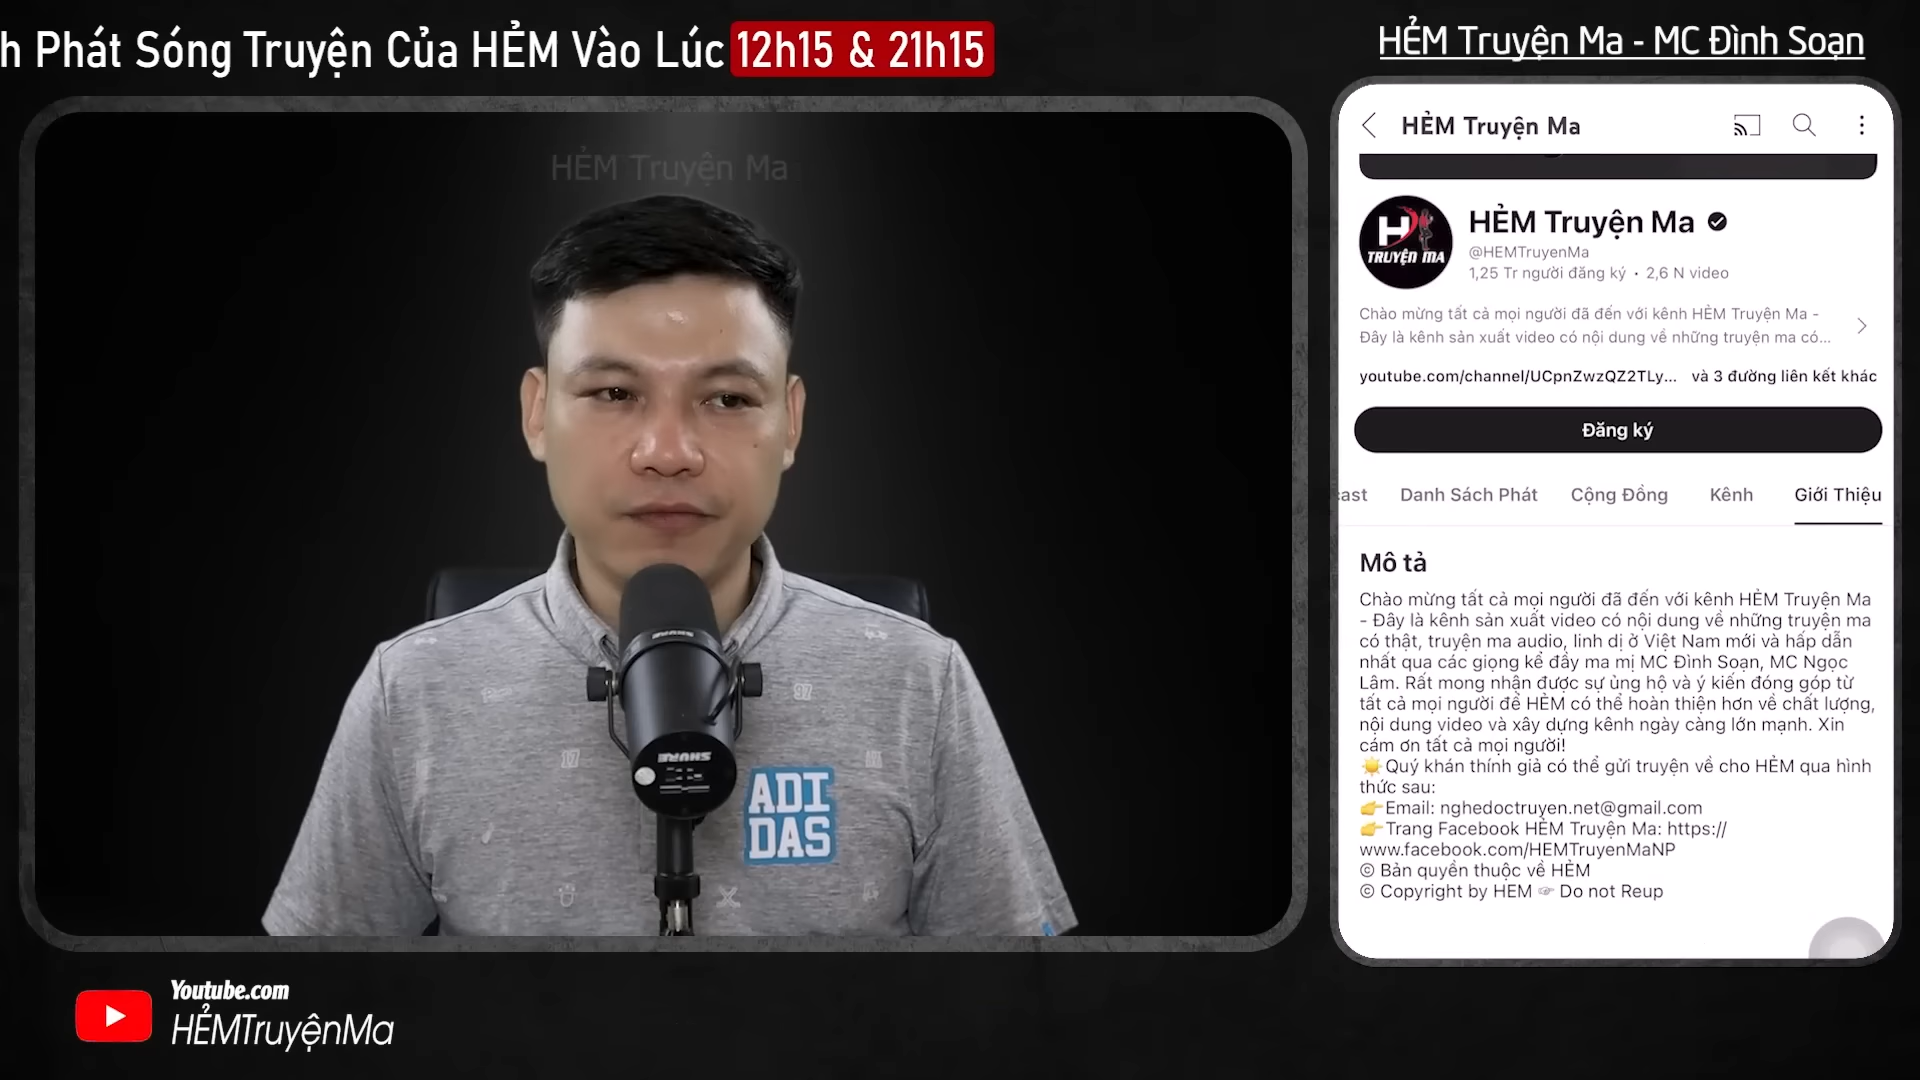 h Phát Sóng Truyện Của HẺM Vào Lúc 12h15 & 21h15
HẺM Truyện Ma - MC Đình Soạn
HẺM Truyện Ma
HẺM Truyện Ma
H
TRUYỆN MA
HẺM Truyện Ma
@HEMTruyenMa
1,25 Tr người đăng ký • 2,6 N video
Chào mừng tất cả mọi người đã đến với kênh HẺM Truyện Ma -
Đây là kênh sản xuất video có nội dung về những truyện ma có...
youtube.com/channel/UCpnZwzQZ2TLy... và 3 đường liên kết khác
Đăng ký
cast Danh Sách Phát Cộng Đồng Kênh Giới Thiệu
Mô tả
Chào mừng tất cả mọi người đã đến với kênh HẺM Truyện Ma
- Đây là kênh sản xuất video có nội dung về những truyện ma
có thật, truyện ma audio, linh dị ở Việt Nam mới và hấp dẫn
nhất qua các giọng kể đầy ma mị MC Đình Soạn, MC Ngọc
Lâm. Rất mong nhận được sự ủng hộ và ý kiến đóng góp từ
tất cả mọi người để HẺM có thể hoàn thiện hơn về chất lượng,
nội dung video và xây dựng kênh ngày càng lớn mạnh. Xin
cám ơn tất cả mọi người!
☀️Quý khán thính giả có thể gửi truyện về cho HẺM qua hình
thức sau:
👉Email: nghedoctruyen.net@gmail.com
👉Trang Facebook HẺM Truyện Ma: https://
www.facebook.com/HEMTruyenMaNP
© Bản quyền thuộc về HẺM
© Copyright by HEM ☞ Do not Reup
SHURE
SHURE
ADI
DAS
97
17
Youtube.com
HẺMTruyệnMa